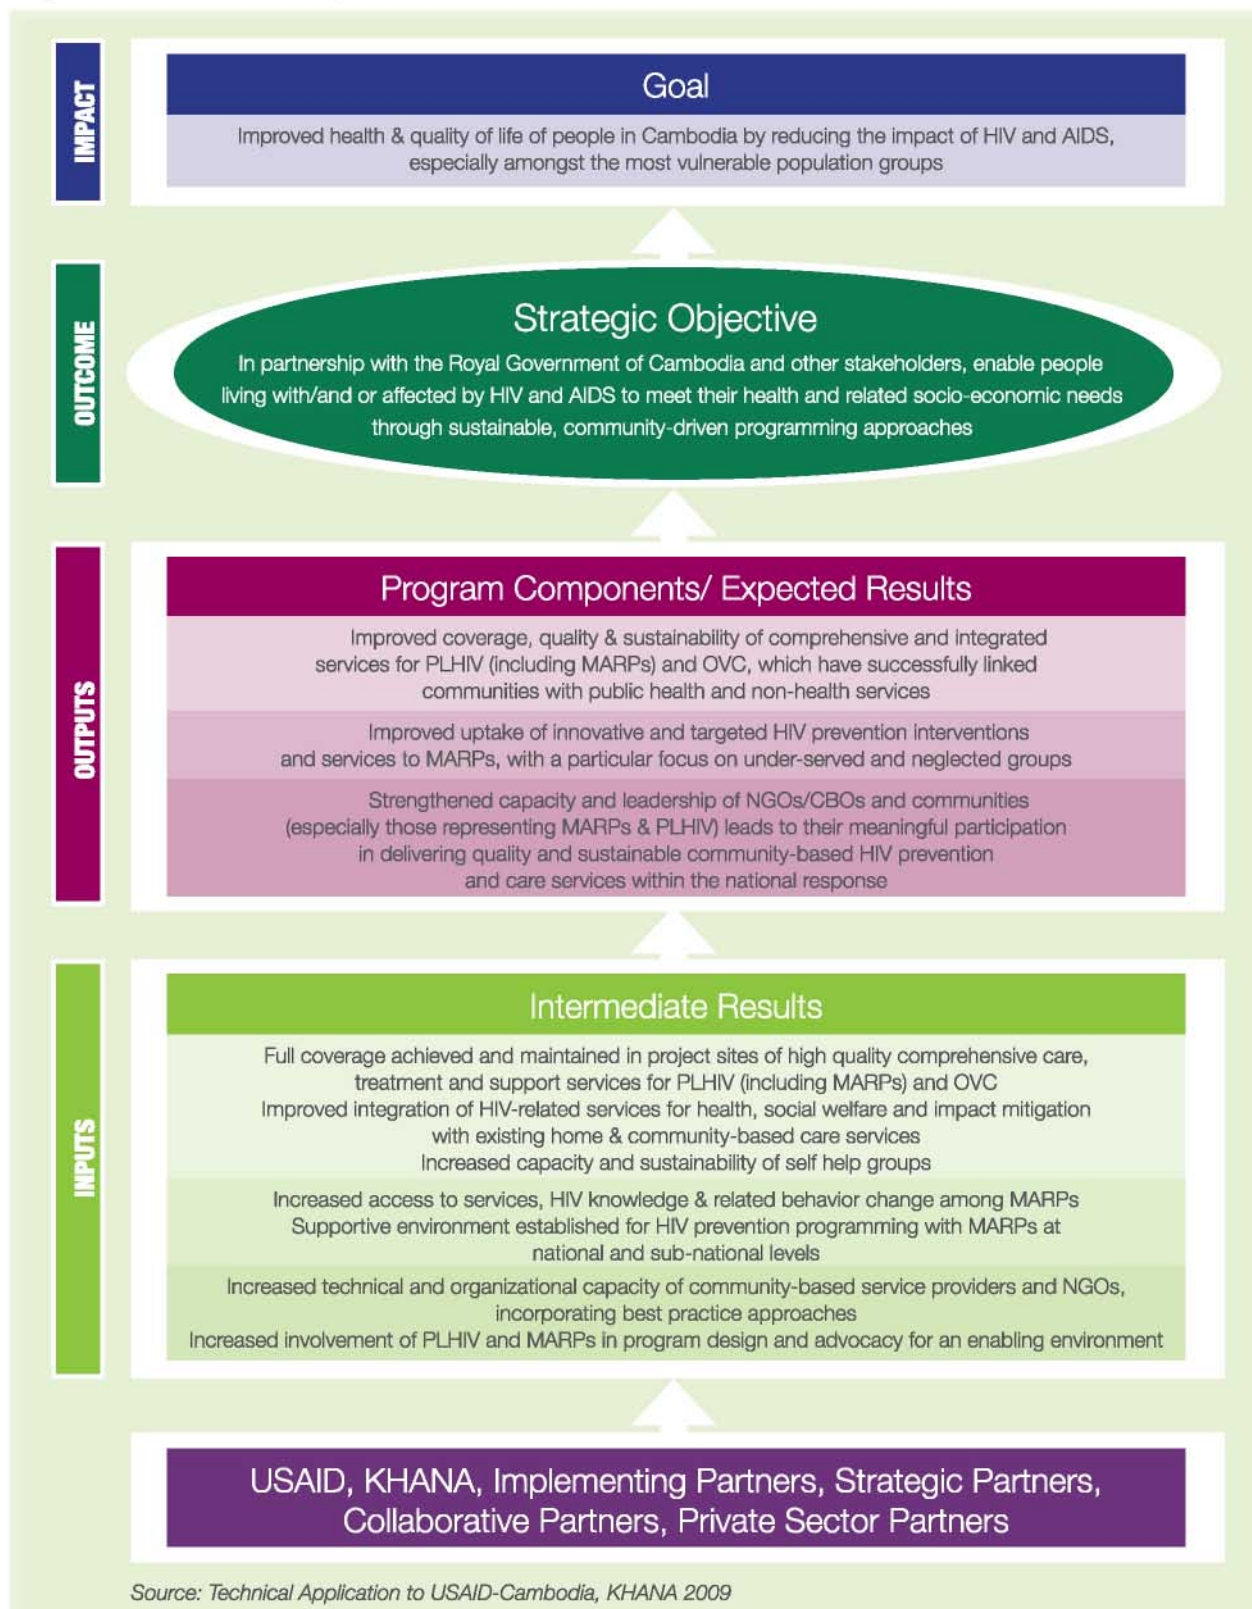 IMPACT
Goal
Improved health & quality of life of people in Cambodia by reducing the impact of HIV and AIDS,
especially amongst the most vulnerable population groups
OUTCOME
Strategic Objective
In partnership with the Royal Government of Cambodia and other stakeholders, enable people
living with/and or affected by HIV and AIDS to meet their health and related socio-economic needs
through sustainable, community-driven programming approaches
OUTPUTS
Program Components/ Expected Results
Improved coverage, quality & sustainability of comprehensive and integrated
services for PLHIV (including MARPs) and OVC, which have successfully linked
communities with public health and non-health services
Improved uptake of innovative and targeted HIV prevention interventions
and services to MARPs, with a particular focus on under-served and neglected groups
Strengthened capacity and leadership of NGOs/CBOs and communities
(especially those representing MARPs & PLHIV) leads to their meaningful participation
in delivering quality and sustainable community-based HIV prevention
and care services within the national response
INPUTS
Intermediate Results
Full coverage achieved and maintained in project sites of high quality comprehensive care,
treatment and support services for PLHIV (including MARPs) and OVC
Improved integration of HIV-related services for health, social welfare and impact mitigation
with existing home & community-based care services
Increased capacity and sustainability of self help groups
Increased access to services, HIV knowledge & related behavior change among MARPs
Supportive environment established for HIV prevention programming with MARPs at
national and sub-national levels
Increased technical and organizational capacity of community-based service providers and NGOs,
incorporating best practice approaches
Increased involvement of PLHIV and MARPs in program design and advocacy for an enabling environment
USAID, KHANA, Implementing Partners, Strategic Partners,
Collaborative Partners, Private Sector Partners
Source: Technical Application to USAID-Cambodia, KHANA 2009